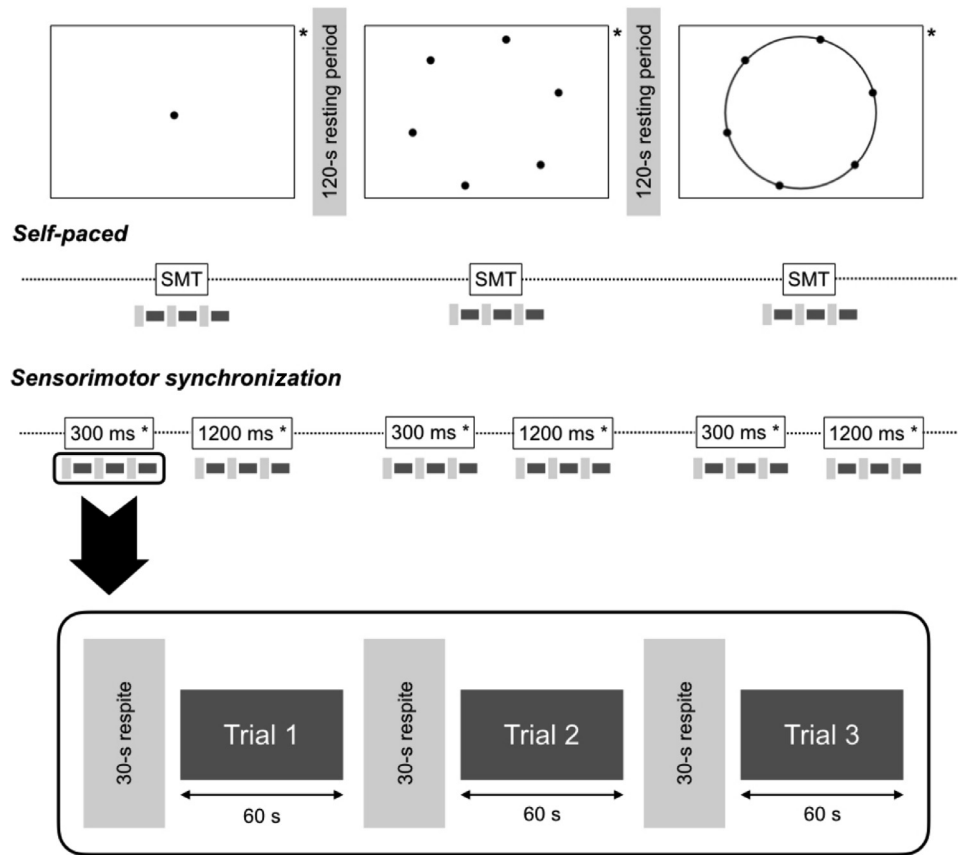 *
120-s resting period
*
120-s resting period
*
Self-paced
SMT
SMT
SMT
Sensorimotor synchronization
300 ms *
1200 ms *
300 ms *
1200 ms *
300 ms *
1200 ms *
30-s respite
Trial 1
60 s
30-s respite
Trial 2
60 s
30-s respite
Trial 3
60 s